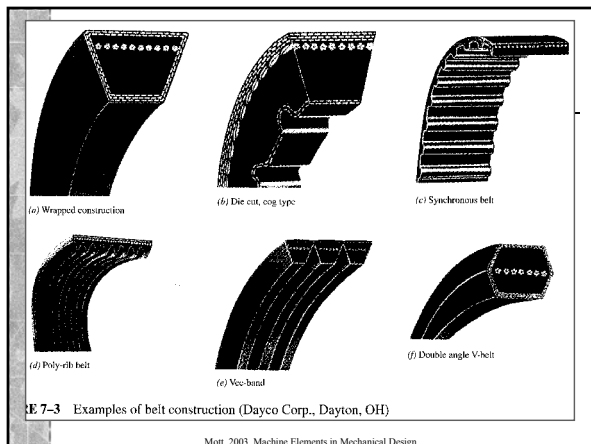 (a) Wrapped construction
(b) Die cut, cog type
(c) Synchronous belt
(d) Poly-rib belt
(e) Vee-band
(f) Double angle V-belt
RE 7–3 Examples of belt construction (Dayco Corp., Dayton, OH)
Mott, 2003, Machine Elements in Mechanical Design